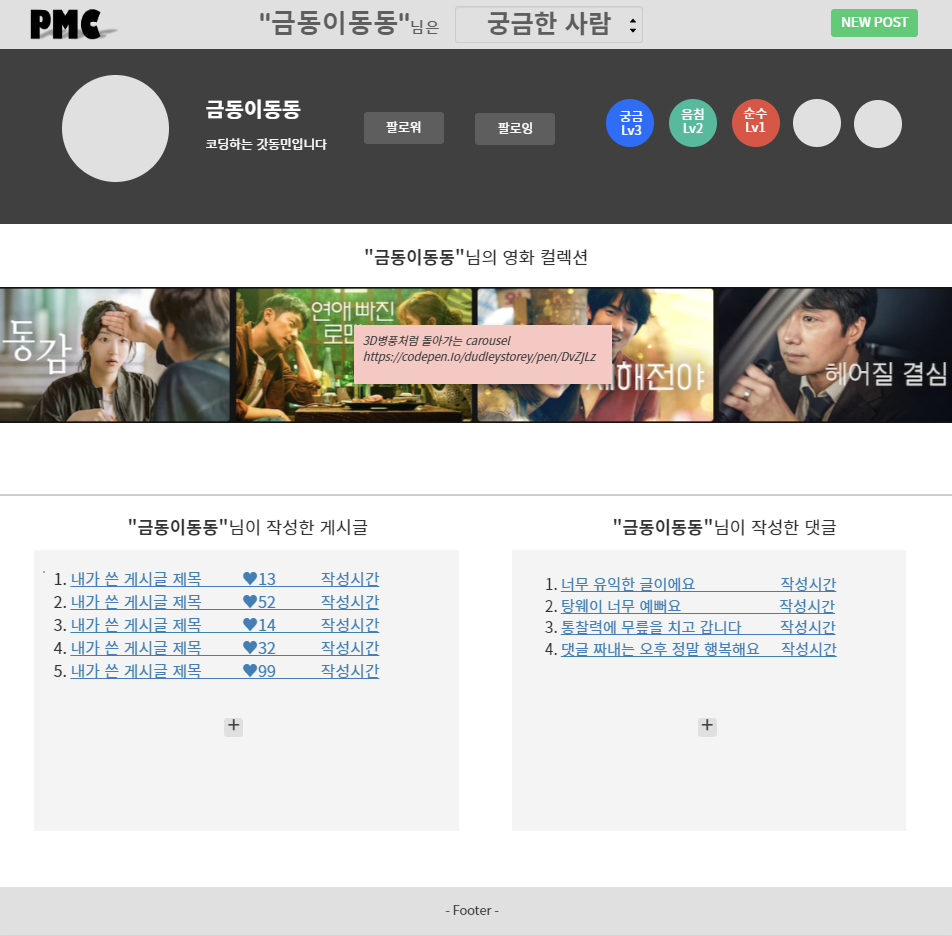 PMC
"금동이동동"님은 궁금한 사람
NEW POST
금동이동동
코딩하는 갓동민입니다
팔로워
팔로잉
궁금
Lv3
음침
Lv2
순수
Lv1
"금동이동동"님의 영화 컬렉션
동감
연애 빠진
로맨
3D병풍처럼 돌아가는 carousel
https://codepen.io/dudleystorey/pen/DvZJLz
새해전야
헤어질 결심
"금동이동동"님이 작성한 게시글
1. 내가 쓴 게시글 제목 ♥13 작성시간
2. 내가 쓴 게시글 제목 ♥52 작성시간
3. 내가 쓴 게시글 제목 ♥14 작성시간
4. 내가 쓴 게시글 제목 ♥32 작성시간
5. 내가 쓴 게시글 제목 ♥99 작성시간
+
"금동이동동"님이 작성한 댓글
1. 너무 유익한 글이에요 작성시간
2. 탕웨이 너무 예뻐요 작성시간
3. 통찰력에 무릎을 치고 갑니다 작성시간
4. 댓글 짜내는 오후 정말 행복해요 작성시간
+
- Footer -